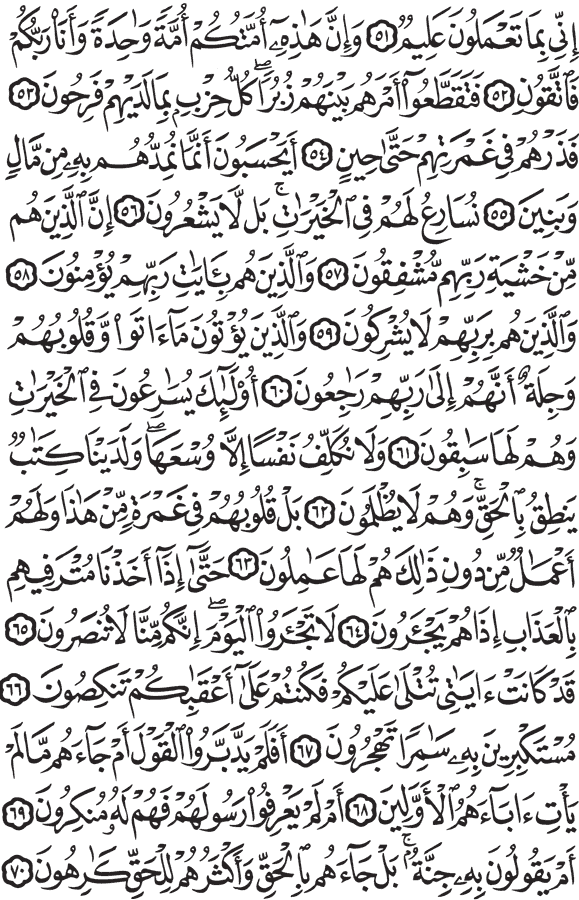 إِنِّي بِمَا تَعْمَلُونَ عَلِيمٌ ۝٥١ وَإِنَّ هَٰذِهِۦٓ أُمَّتُكُمْ أُمَّةً وَٰحِدَةً وَأَنَا۠ رَبُّكُمْ
فَٱتَّقُونِ ۝٥٢ فَتَقَطَّعُوٓا۟ أَمْرَهُم بَيْنَهُمْ زُبُرًا ۖ كُلُّ حِزْبٍۭ بِمَا لَدَيْهِمْ فَرِحُونَ ۝٥٣
فَذَرْهُمْ فِي غَمْرَتِهِمْ حَتَّىٰ حِينٍ ۝٥٤ أَيَحْسَبُونَ أَنَّمَا نُمِدُّهُم بِهِۦ مِن مَّالٍ
وَبَنِينَ ۝٥٥ نُسَارِعُ لَهُمْ فِي ٱلْخَيْرَٰتِ ۚ بَل لَّا يَشْعُرُونَ ۝٥٦ إِنَّ ٱلَّذِينَ هُم
مِّنْ خَشْيَةِ رَبِّهِم مُّشْفِقُونَ ۝٥٧ وَٱلَّذِينَ هُم بِـَٔايَٰتِ رَبِّهِمْ يُؤْمِنُونَ ۝٥٨
وَٱلَّذِينَ هُم بِرَبِّهِمْ لَا يُشْرِكُونَ ۝٥٩ وَٱلَّذِينَ يُؤْتُونَ مَآ ءَاتَوا۟ وَّقُلُوبُهُمْ
وَجِلَةٌ أَنَّهُمْ إِلَىٰ رَبِّهِمْ رَٰجِعُونَ ۝٦٠ أُو۟لَٰٓئِكَ يُسَٰرِعُونَ فِي ٱلْخَيْرَٰتِ
وَهُمْ لَهَا سَٰبِقُونَ ۝٦١ وَلَا نُكَلِّفُ نَفْسًا إِلَّا وُسْعَهَا ۖ وَلَدَيْنَا كِتَٰبٌ
يَنطِقُ بِٱلْحَقِّ ۚ وَهُمْ لَا يُظْلَمُونَ ۝٦٢ بَلْ قُلُوبُهُمْ فِي غَمْرَةٍ مِّنْ هَٰذَا وَلَهُمْ
أَعْمَٰلٌ مِّن دُونِ ذَٰلِكَ هُمْ لَهَا عَٰمِلُونَ ۝٦٣ حَتَّىٰٓ إِذَآ أَخَذْنَا مُتْرَفِيهِم
بِٱلْعَذَابِ إِذَا هُمْ يَجْـَٔرُونَ ۝٦٤ لَا تَجْـَٔرُوا۟ ٱلْيَوْمَ ۖ إِنَّكُم مِّنَّا لَا تُنصَرُونَ ۝٦٥
قَدْ كَانَتْ ءَايَٰتِي تُتْلَىٰ عَلَيْكُمْ فَكُنتُمْ عَلَىٰٓ أَعْقَٰبِكُمْ تَنكِصُونَ ۝٦٦
مُسْتَكْبِرِينَ بِهِۦ سَٰمِرًا تَهْجُرُونَ ۝٦٧ أَفَلَمْ يَدَّبَّرُوا۟ ٱلْقَوْلَ أَمْ جَآءَهُم مَّا لَمْ
يَأْتِ ءَابَآءَهُمُ ٱلْأَوَّلِينَ ۝٦٨ أَمْ لَمْ يَعْرِفُوا۟ رَسُولَهُمْ فَهُمْ لَهُۥ مُنكِرُونَ ۝٦٩
أَمْ يَقُولُونَ بِهِۦ جِنَّةٌۢ ۚ بَلْ جَآءَهُم بِٱلْحَقِّ وَأَكْثَرُهُمْ لِلْحَقِّ كَٰرِهُونَ ۝٧٠